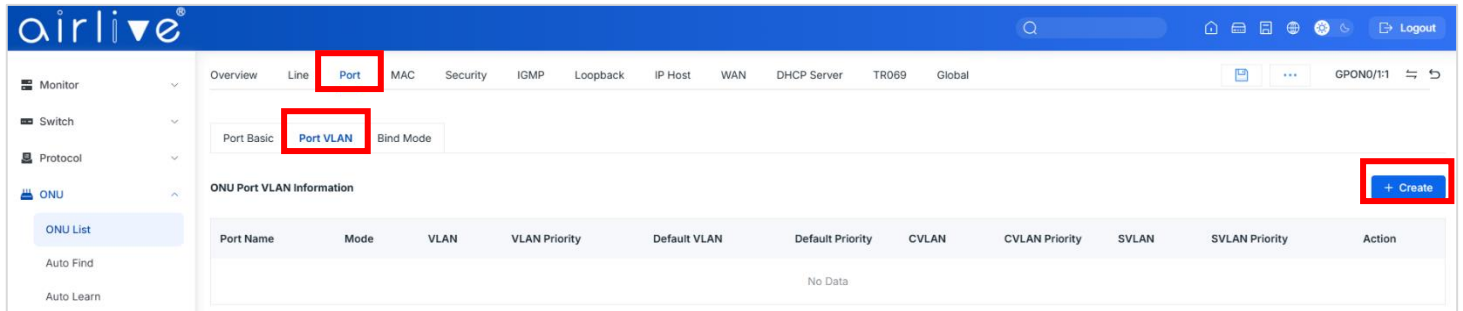 airlive®
Logout
Monitor
Overview Line Port MAC Security IGMP Loopback IP Host WAN DHCP Server TR069 Global ... GPON0/1:1
Switch
Port Basic Port VLAN Bind Mode
Protocol
ONU
ONU Port VLAN Information
+ Create
ONU List
Port Name Mode VLAN VLAN Priority Default VLAN Default Priority CVLAN CVLAN Priority SVLAN SVLAN Priority Action
Auto Find
No Data
Auto Learn